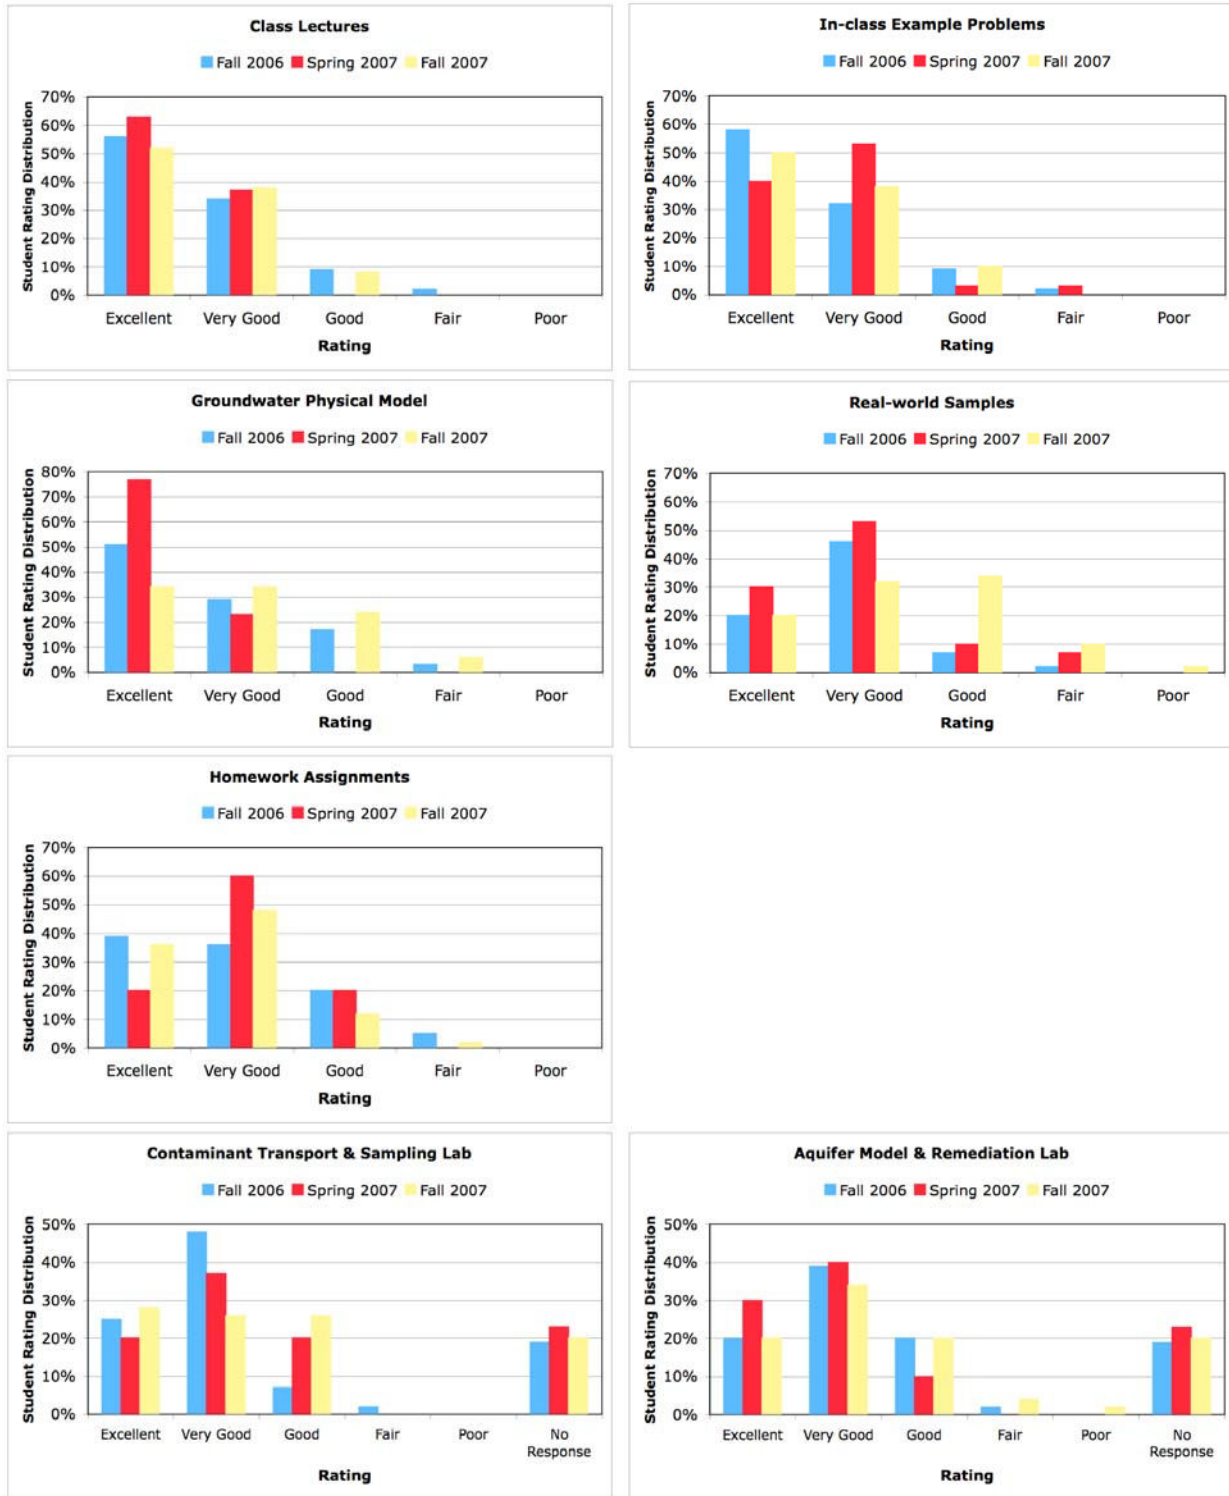 Class Lectures
Fall 2006 Spring 2007 Fall 2007
Student Rating Distribution
70%
60%
50%
40%
30%
20%
10%
0%
Excellent Very Good Good Fair Poor
Rating
In-class Example Problems
Fall 2006 Spring 2007 Fall 2007
Student Rating Distribution
70%
60%
50%
40%
30%
20%
10%
0%
Excellent Very Good Good Fair Poor
Rating
Groundwater Physical Model
Fall 2006 Spring 2007 Fall 2007
Student Rating Distribution
80%
70%
60%
50%
40%
30%
20%
10%
0%
Excellent Very Good Good Fair Poor
Rating
Real-world Samples
Fall 2006 Spring 2007 Fall 2007
Student Rating Distribution
70%
60%
50%
40%
30%
20%
10%
0%
Excellent Very Good Good Fair Poor
Rating
Homework Assignments
Fall 2006 Spring 2007 Fall 2007
Student Rating Distribution
70%
60%
50%
40%
30%
20%
10%
0%
Excellent Very Good Good Fair Poor
Rating
Contaminant Transport & Sampling Lab
Fall 2006 Spring 2007 Fall 2007
Student Rating Distribution
50%
40%
30%
20%
10%
0%
Excellent Very Good Good Fair Poor No
Response
Rating
Aquifer Model & Remediation Lab
Fall 2006 Spring 2007 Fall 2007
Student Rating Distribution
50%
40%
30%
20%
10%
0%
Excellent Very Good Good Fair Poor No
Response
Rating